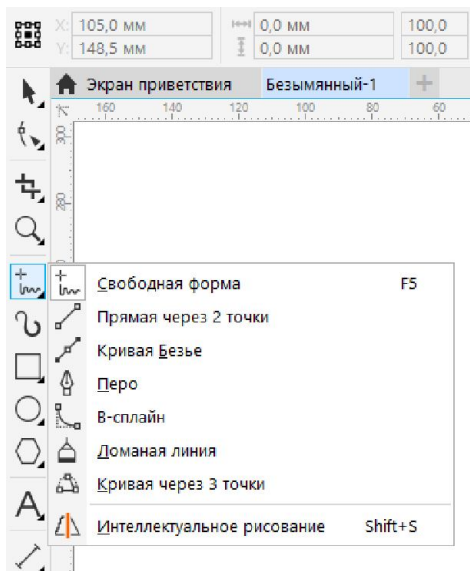 X: 105,0 мм 0,0 мм 100,0
Y: 148,5 мм 0,0 мм 100,0
Экран приветствия Безымянный-1
160 140 120 100 80 60
300
280
Свободная форма F5
Прямая через 2 точки
Кривая Безье
Перо
В-сплайн
Ломаная линия
Кривая через 3 точки
Интеллектуальное рисование Shift+S